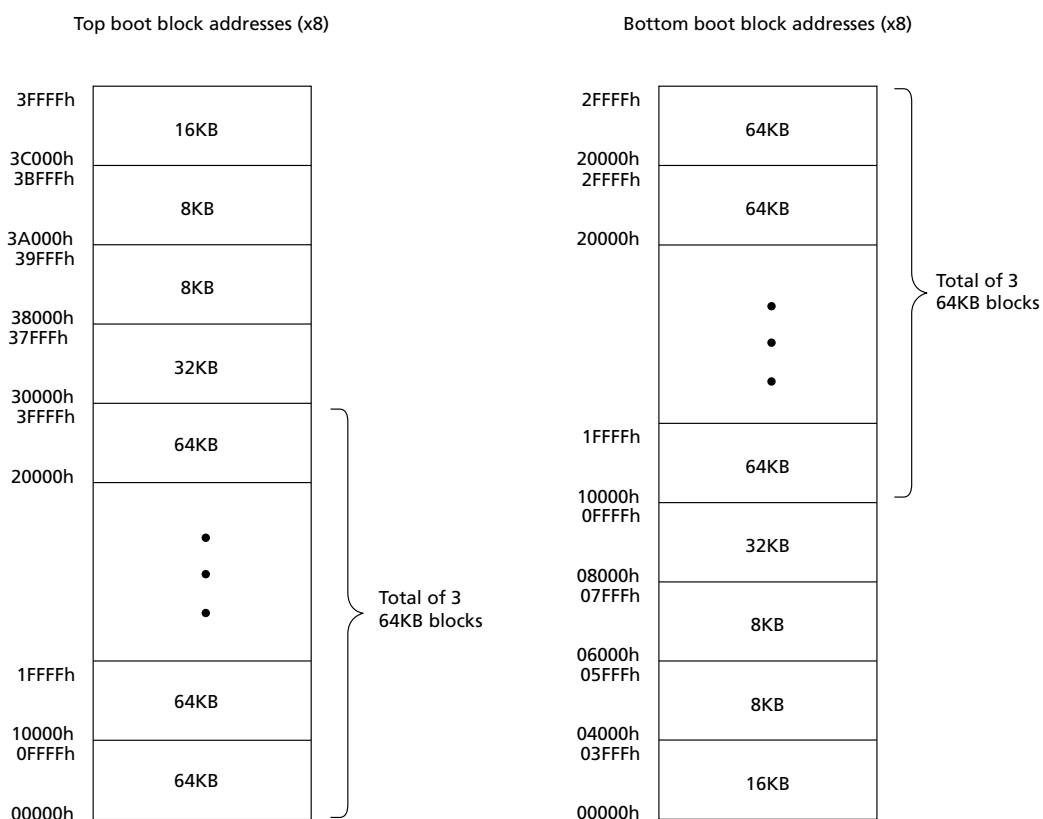 Top boot block addresses (x8)
3FFFFh
16KB
3C000h
3BFFFh
8KB
3A000h
39FFFh
8KB
38000h
37FFFh
32KB
30000h
3FFFFh
64KB
20000h
Total of 3
64KB blocks
1FFFFh
64KB
10000h
0FFFFh
64KB
00000h
Bottom boot block addresses (x8)
2FFFFh
64KB
20000h
2FFFFh
64KB
20000h
Total of 3
64KB blocks
1FFFFh
64KB
10000h
0FFFFh
32KB
08000h
07FFFh
8KB
06000h
05FFFh
8KB
04000h
03FFFh
16KB
00000h